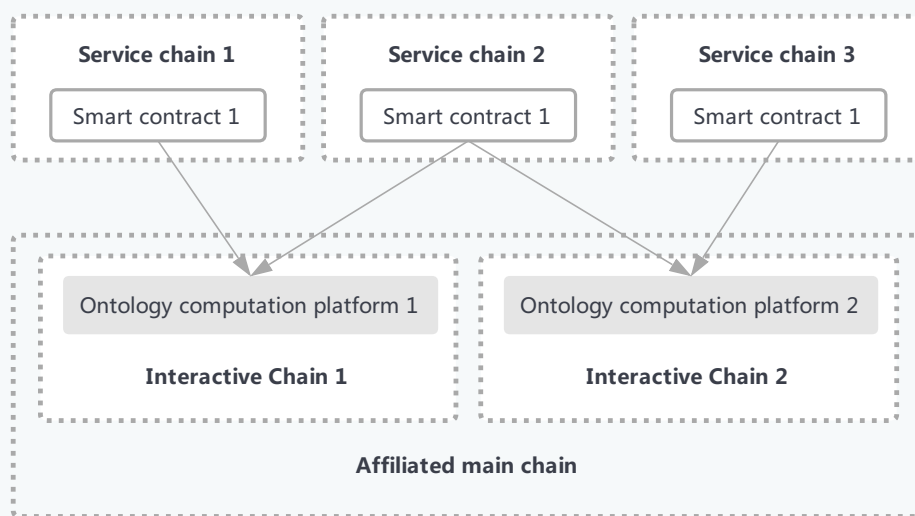 Service chain 1
Service chain 2
Service chain 3
Smart contract 1
Smart contract 1
Smart contract 1
Ontology computation platform 1
Ontology computation platform 2
Interactive Chain 1
Interactive Chain 2
Affiliated main chain